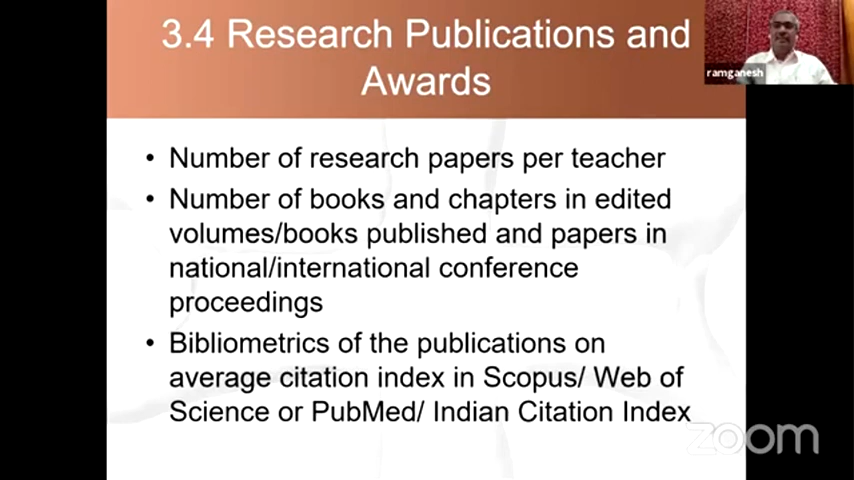 3.4 Research Publications and
Awards
ramganesh
• Number of research papers per teacher
• Number of books and chapters in edited
volumes/books published and papers in
national/international conference
proceedings
• Bibliometrics of the publications on
average citation index in Scopus/ Web of
Science or PubMed/ Indian Citation Index
zoom